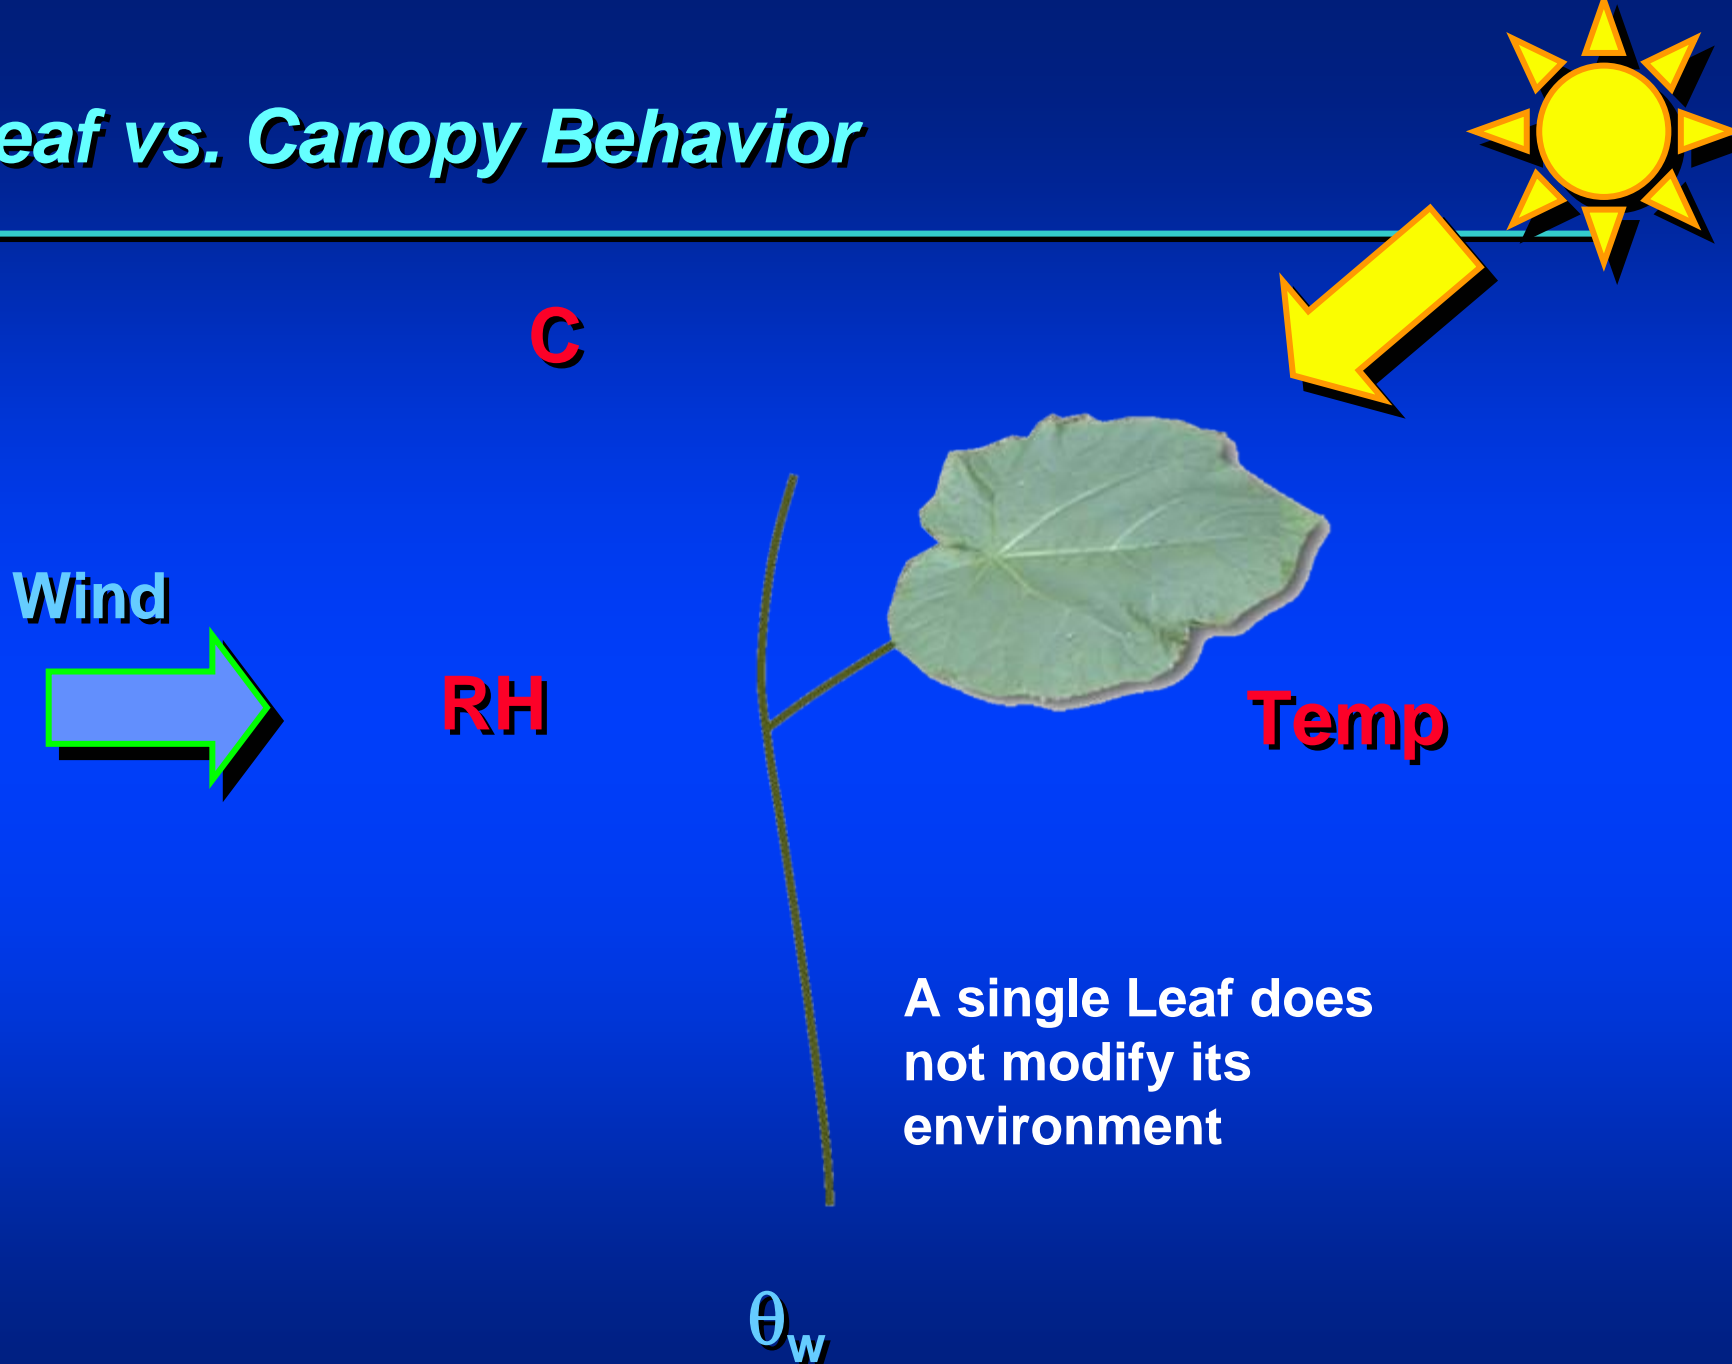 eaf vs. Canopy Behavior
C
Wind
RH
Temp
A single Leaf does
not modify its
environment
θw